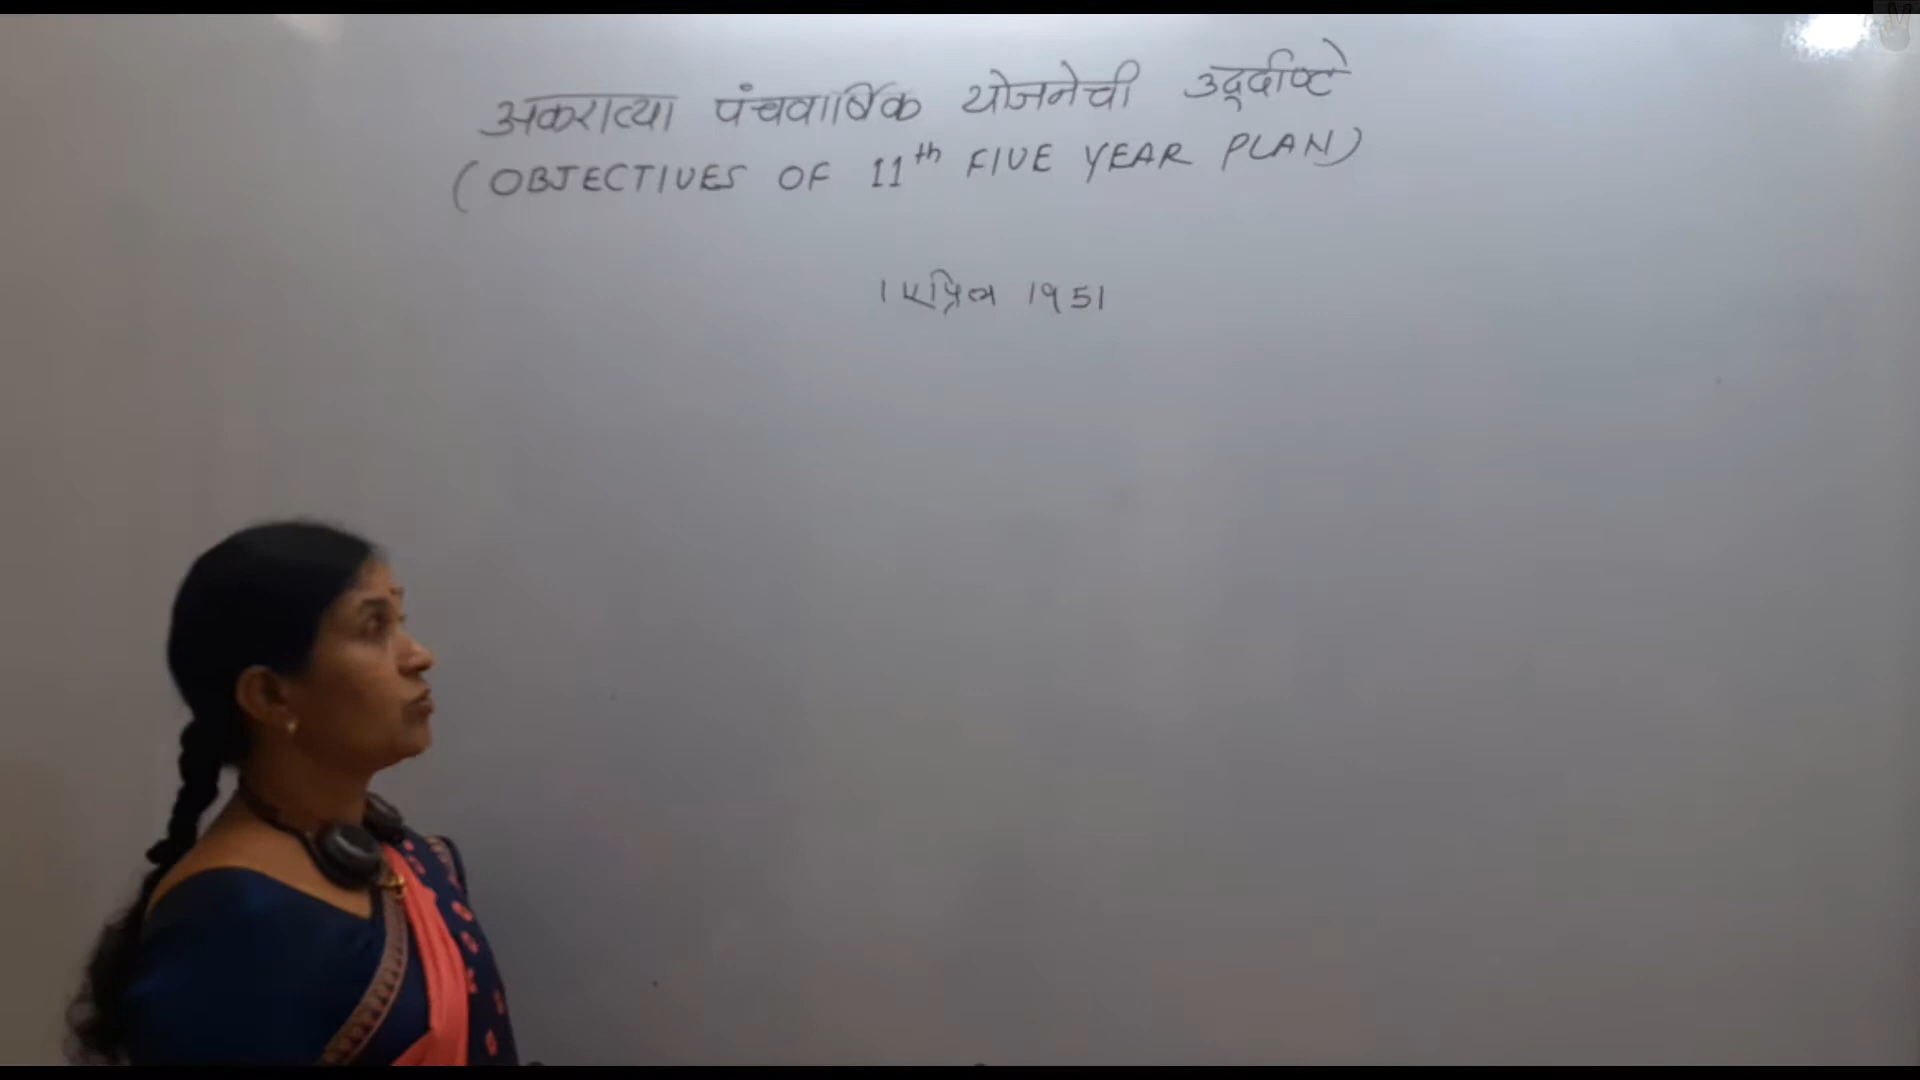 अकराव्या पंचवार्षिक योजनेची उद्दीष्टे
(OBJECTIVES OF 11th FIVE YEAR PLAN)
1 एप्रिल 1951